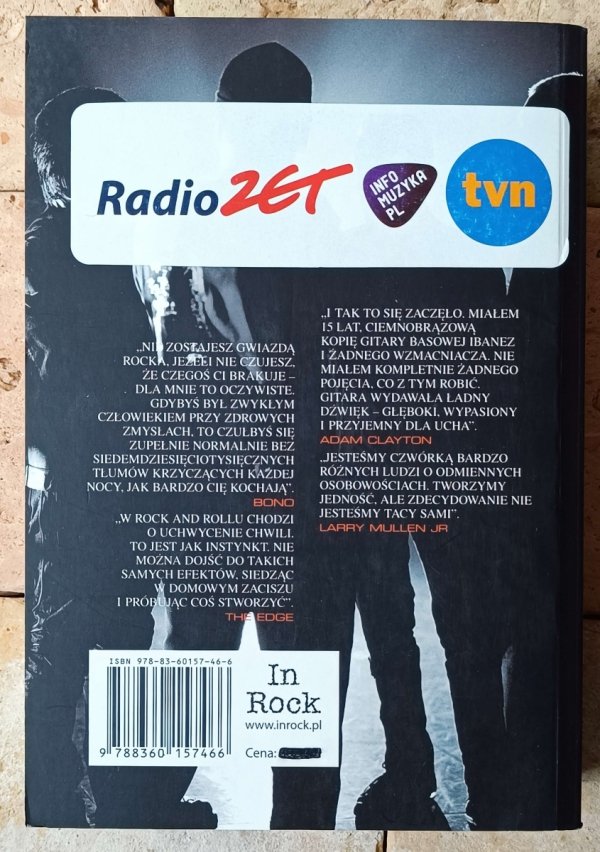 Radio ZET
INFO
MUZYKA
PL
tvn
„NIE ZOSTAJESZ GWIAZDĄ
ROCKA, JEŻELI NIE CZUJESZ,
ŻE CZEGOŚ CI BRAKUJE –
DLA MNIE TO OCZYWISTE.
GDYBYŚ BYŁ ZWYKŁYM
CZŁOWIEKIEM PRZY ZDROWYCH
ZMYSŁACH, TO CZUŁBYŚ SIĘ
ZUPEŁNIE NORMALNIE BEZ
SIEDEMDZIESIĘCIOTYSIĘCZNYCH
TŁUMÓW KRZYCZĄCYCH KAŻDEJ
NOCY, JAK BARDZO CIĘ KOCHAJĄ”.
BONO
„W ROCK AND ROLLU CHODZI
O UCHWYCENIE CHWILI.
TO JEST JAK INSTYNKT. NIE
MOŻNA DOJŚĆ DO TAKICH
SAMYCH EFEKTÓW, SIEDZĄC
W DOMOWYM ZACISZU
I PRÓBUJĄC COŚ STWORZYĆ”.
THE EDGE
„I TAK TO SIĘ ZACZĘŁO. MIAŁEM
15 LAT, CIEMNOBRĄZOWĄ
KOPIĘ GITARY BASOWEJ IBANEZ
I ŻADNEGO WZMACNIACZA. NIE
MIAŁEM KOMPLETNIE ŻADNEGO
POJĘCIA, CO Z TYM ROBIĆ.
GITARA WYDAWAŁA ŁADNY
DŹWIĘK – GŁĘBOKI, WYPASIONY
I PRZYJEMNY DLA UCHA”.
ADAM CLAYTON
„JESTEŚMY CZWÓRKĄ BARDZO
RÓŻNYCH LUDZI O ODMIENNYCH
OSOBOWOŚCIACH. TWORZYMY
JEDNOŚĆ, ALE ZDECYDOWANIE NIE
JESTEŚMY TACY SAMI”.
LARRY MULLEN JR
ISBN 978-83-60157-46-6
9 788360 157466
In
Rock
www.inrock.pl
Cena: